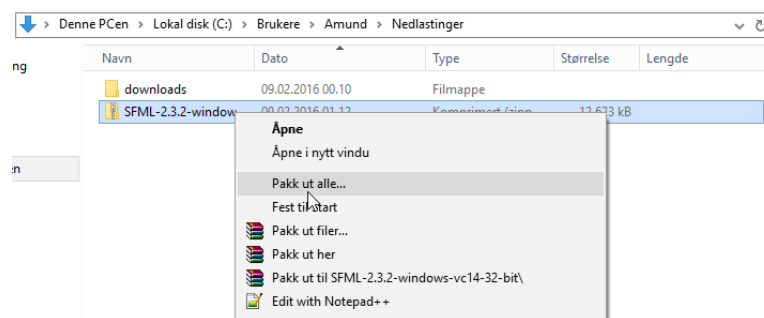 Denne PCen > Lokal disk (C:) > Brukere > Amund > Nedlastinger
ng
Navn Dato Type Størrelse Lengde
downloads 09.02.2016 00.10 Filmappe
SFML-2.3.2-window 09.02.2016 01.12 Komprimert (zipp 12 623 kB
en
Åpne
Åpne i nytt vindu
Pakk ut alle...
Fest til start
Pakk ut filer...
Pakk ut her
Pakk ut til SFML-2.3.2-windows-vc14-32-bit\
Edit with Notepad++